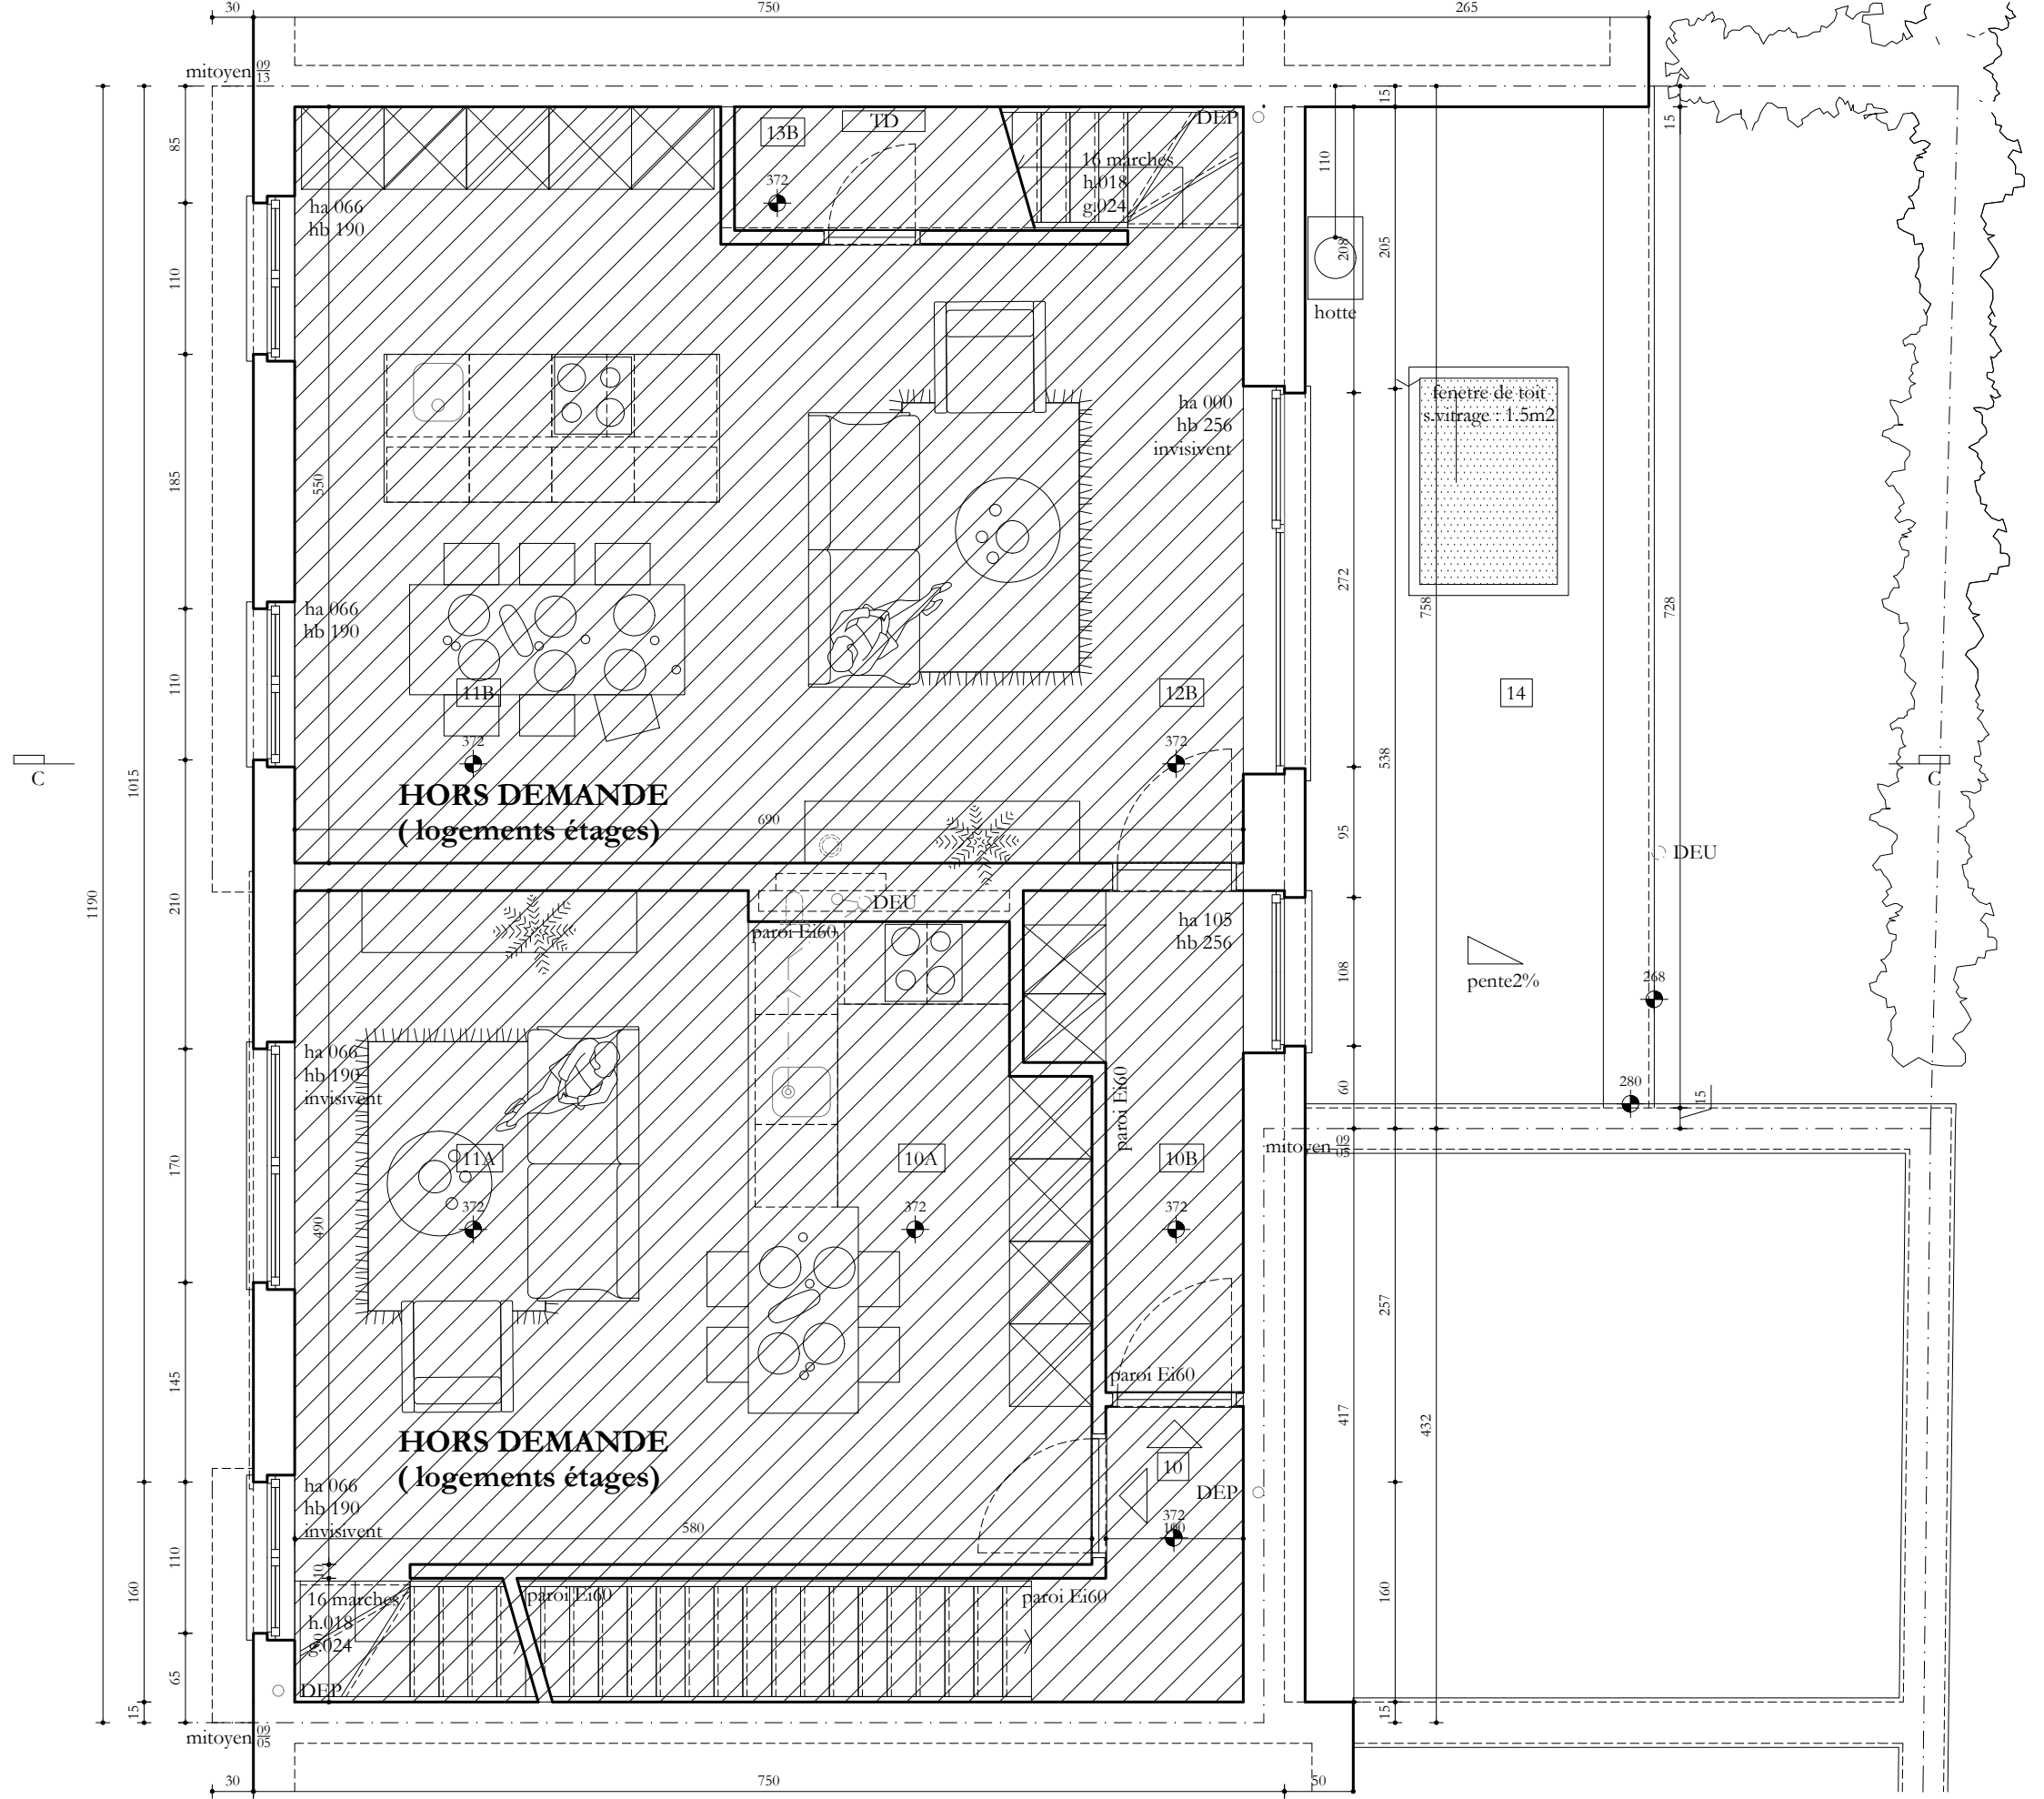 30
750
265
mitoyen 09/13
13B
TD
DEP
15
15
85
372
16 marches
h.018
g.024
110
ha 066
hb 190
208
205
110
hotte
fenetre de toit
s.vitrage : 1.5m2
ha 000
hb 256
invisivent
185
550
272
758
728
ha 066
hb 190
110
11B
12B
14
372
372
538
C
C
1015
HORS DEMANDE
( logements étages)
690
95
DEU
1190
210
DEU
paroi Ei60
ha 105
hb 256
108
pente2%
268
ha 066
hb 190
invisivent
60
280
15
paroi Ei60
mitoyen 09/05
170
11A
10A
10B
490
372
372
372
257
145
paroi Ei60
417
432
HORS DEMANDE
( logements étages)
10
ha 066
hb 190
invisivent
DEP
372
100
580
110
10
160
16 marches
h.018
g.024
paroi Ei60
paroi Ei60
160
65
DEP
15
15
mitoyen 09/05
30
750
50